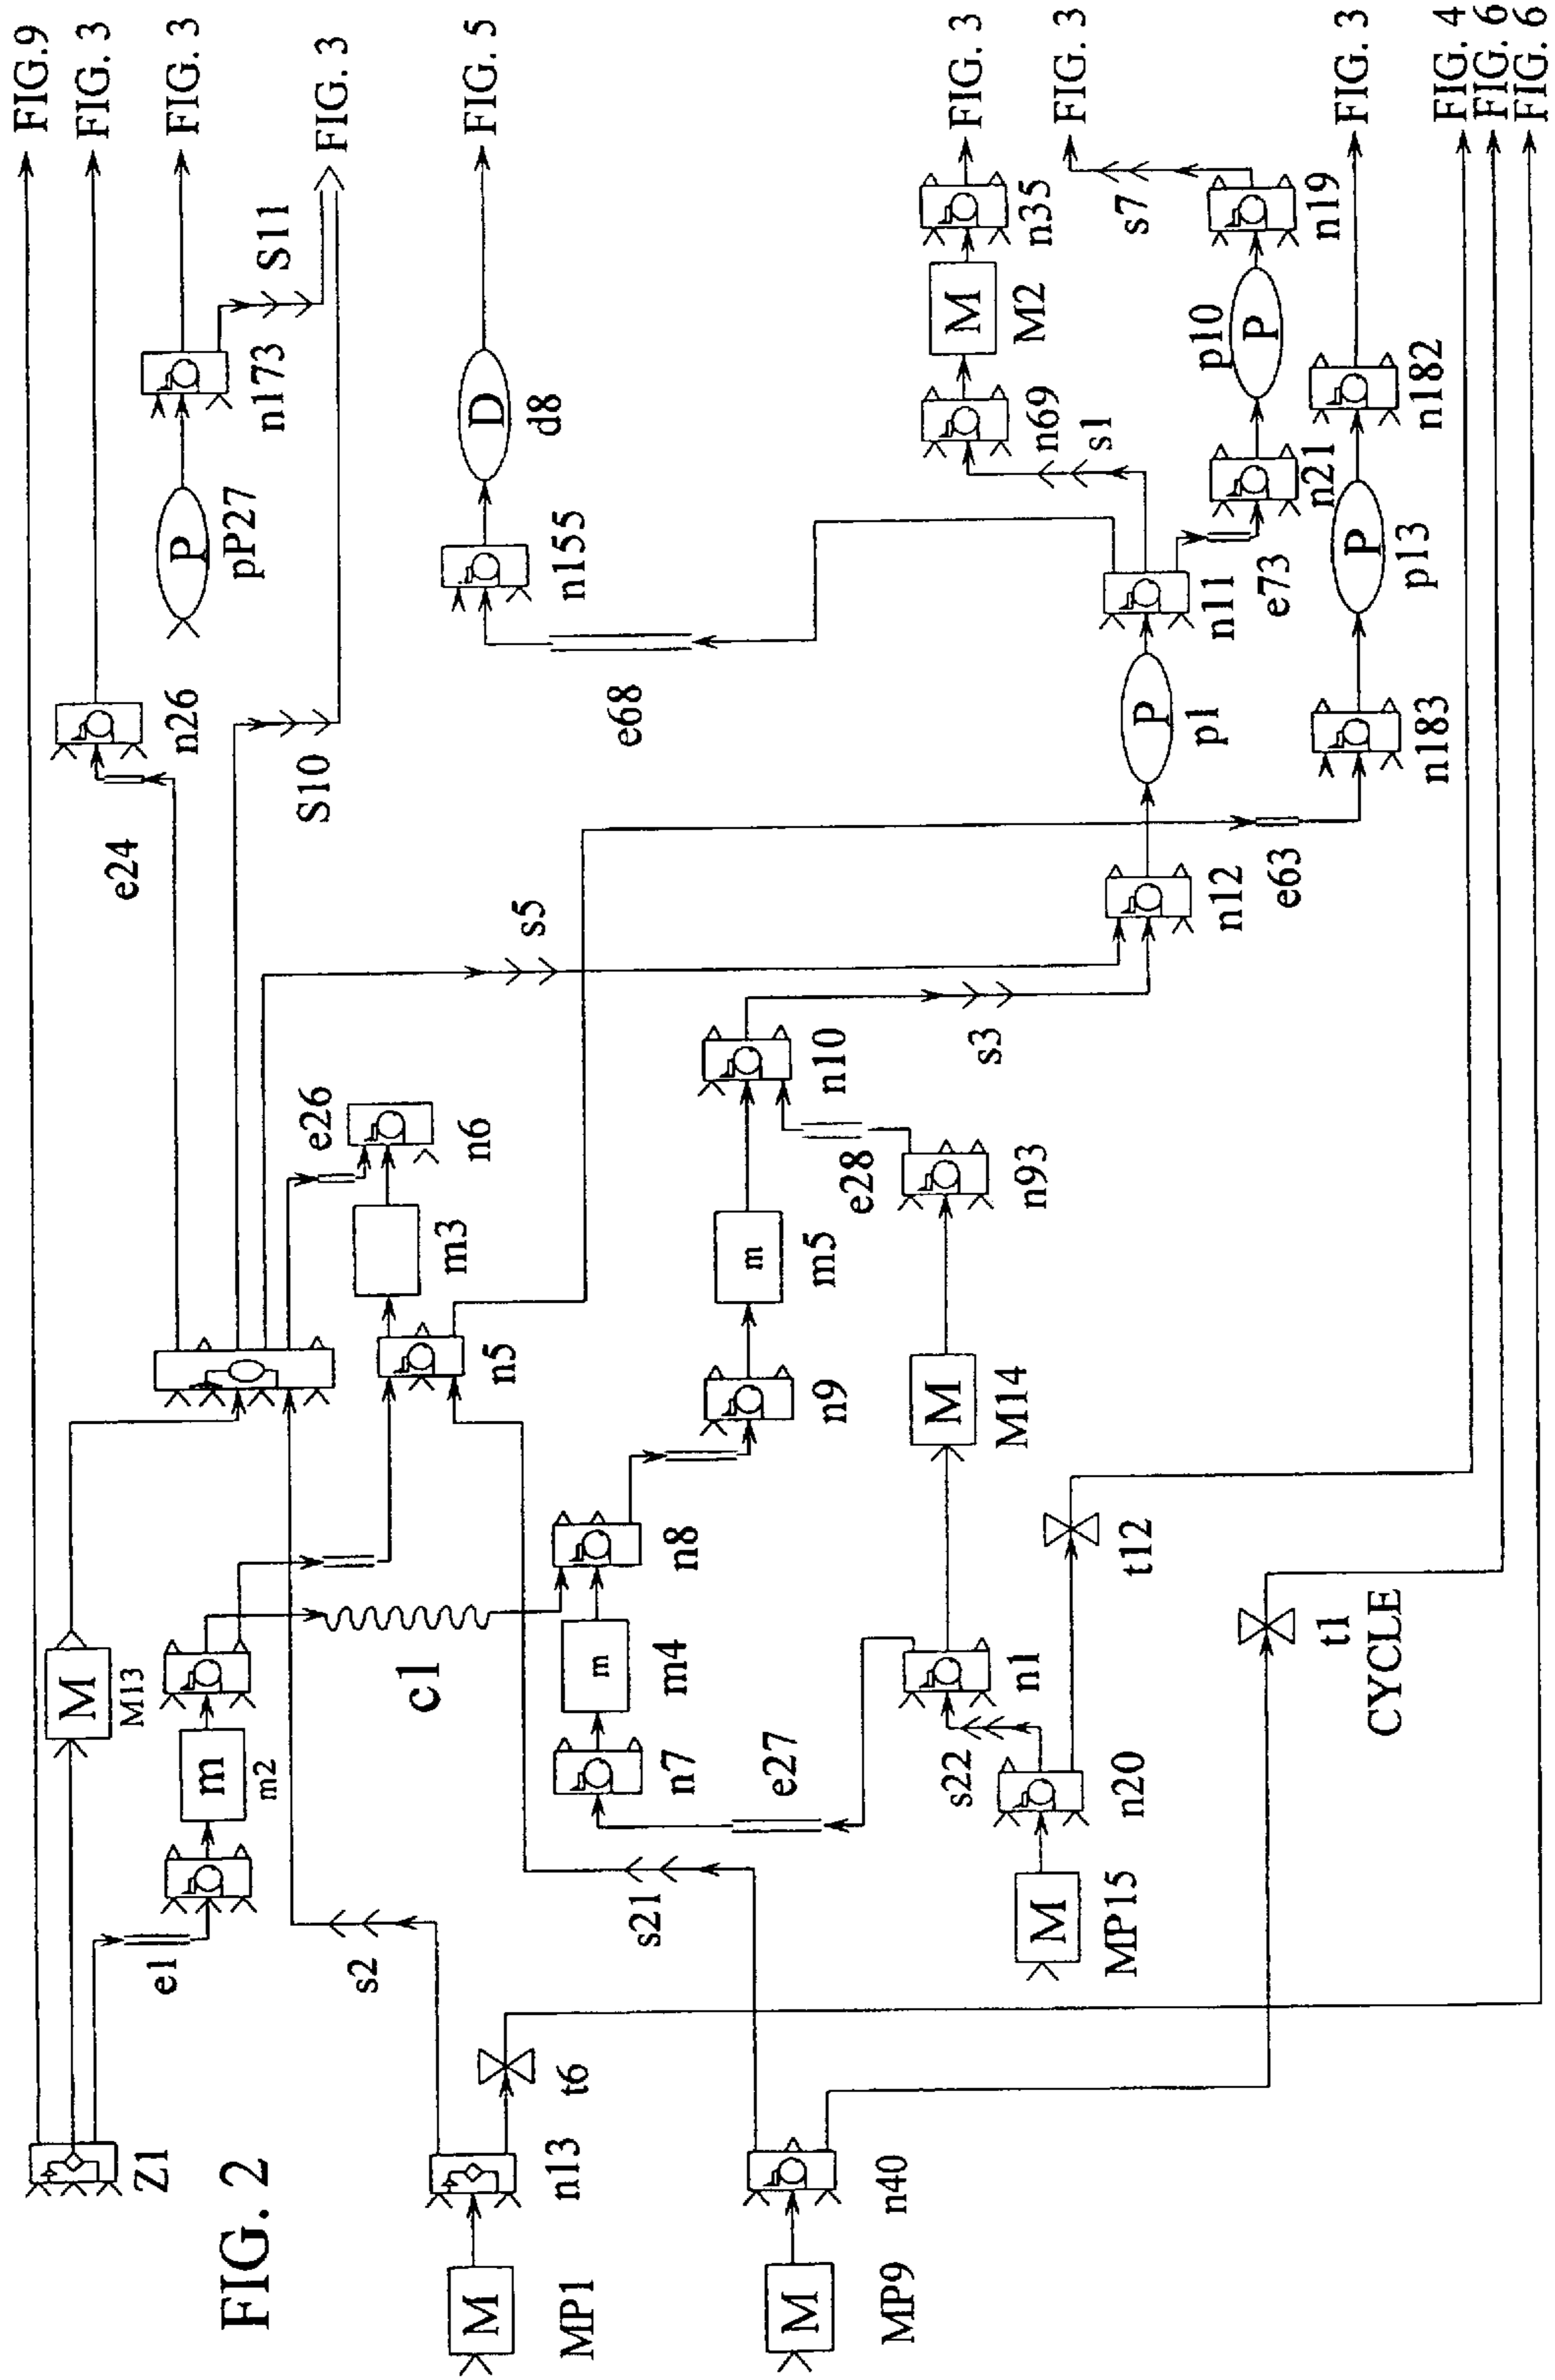 FIG. 2
FIG.9
FIG. 3
FIG. 3
FIG. 3
FIG. 5
FIG. 3
FIG. 3
FIG. 3
FIG. 4
FIG. 6
FIG. 6
Z1
M
M13
e1
m
m2
e24
n26
S10
P
pP27
n173
S11
e26
m3
n6
n5
s5
c1
s2
M
MP1
n13
t6
M
MP9
n40
s21
n7
m
m4
n8
n9
m
m5
n10
s3
e27
e28
n93
M
M14
n1
s22
M
MP15
n20
t12
t1
CYCLE
n12
e63
P
p1
n11
e68
n155
D
d8
s1
n69
M
M2
n35
e73
n21
P
p10
n19
s7
n183
P
p13
n182